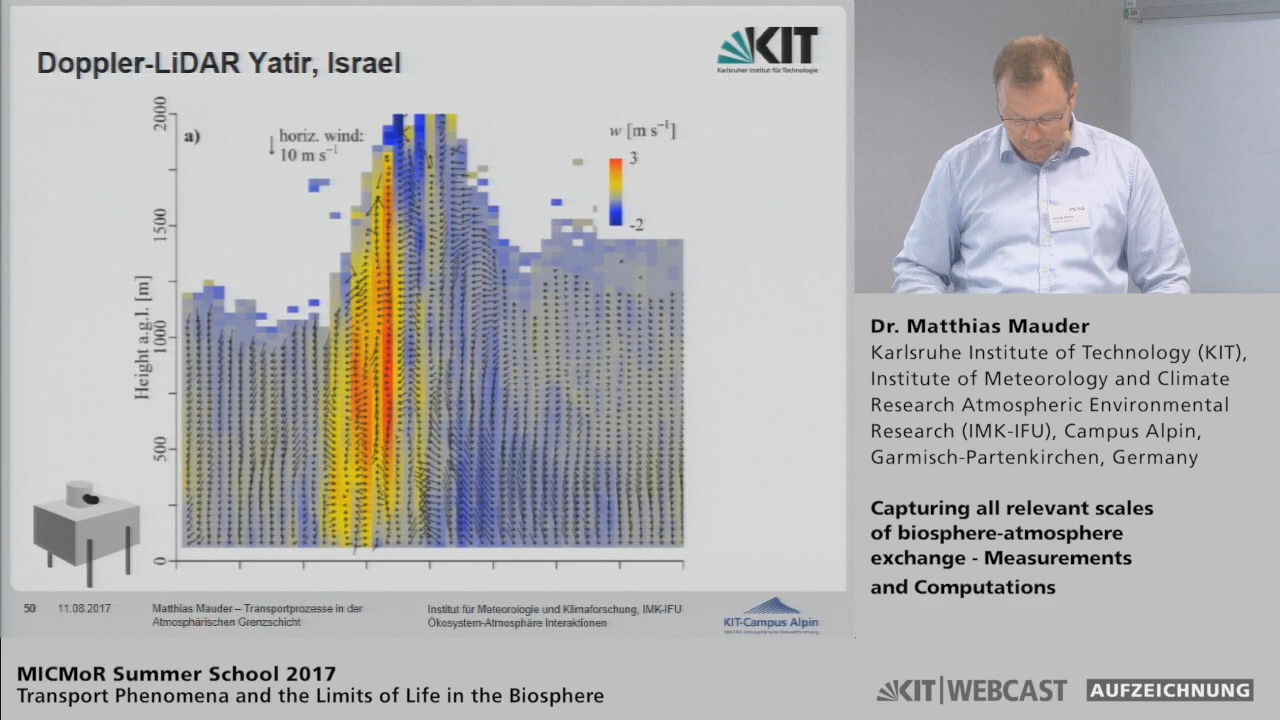 Doppler-LiDAR Yatir, Israel
KIT
Karlsruher Institut für Technologie
a)
horiz. wind:
10 m s⁻¹
w [m s⁻¹]
3
-2
Height a.g.l. [m]
2000
1500
1000
500
0
50
11.08.2017
Matthias Mauder – Transportprozesse in der
Atmosphärischen Grenzschicht
Institut für Meteorologie und Klimaforschung, IMK-IFU
Ökosystem-Atmosphäre Interaktionen
KIT-Campus Alpin
Dr. Matthias Mauder
Karlsruhe Institute of Technology (KIT),
Institute of Meteorology and Climate
Research Atmospheric Environmental
Research (IMK-IFU), Campus Alpin,
Garmisch-Partenkirchen, Germany
Capturing all relevant scales
of biosphere-atmosphere
exchange - Measurements
and Computations
MICMoR Summer School 2017
Transport Phenomena and the Limits of Life in the Biosphere
KIT|WEBCAST
AUFZEICHNUNG